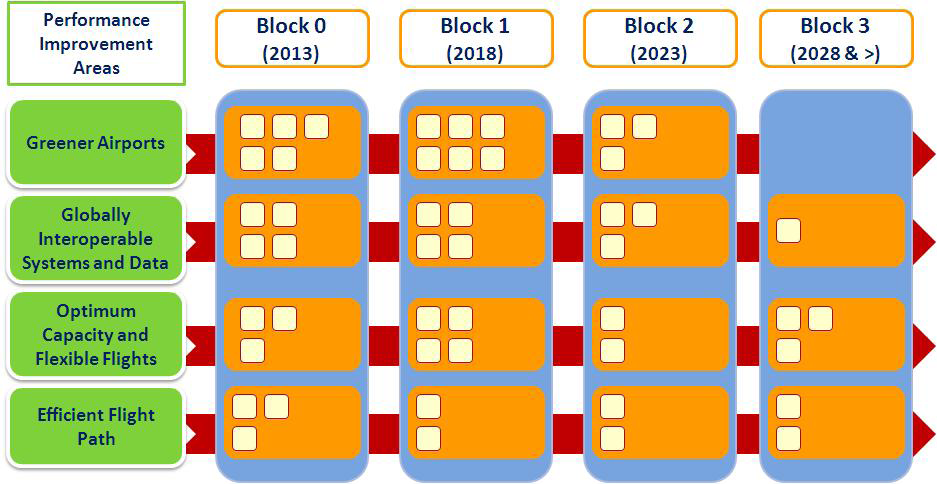 Performance
Improvement
Areas
Block 0
(2013)
Block 1
(2018)
Block 2
(2023)
Block 3
(2028 & >)
Greener Airports
Globally
Interoperable
Systems and Data
Optimum
Capacity and
Flexible Flights
Efficient Flight
Path